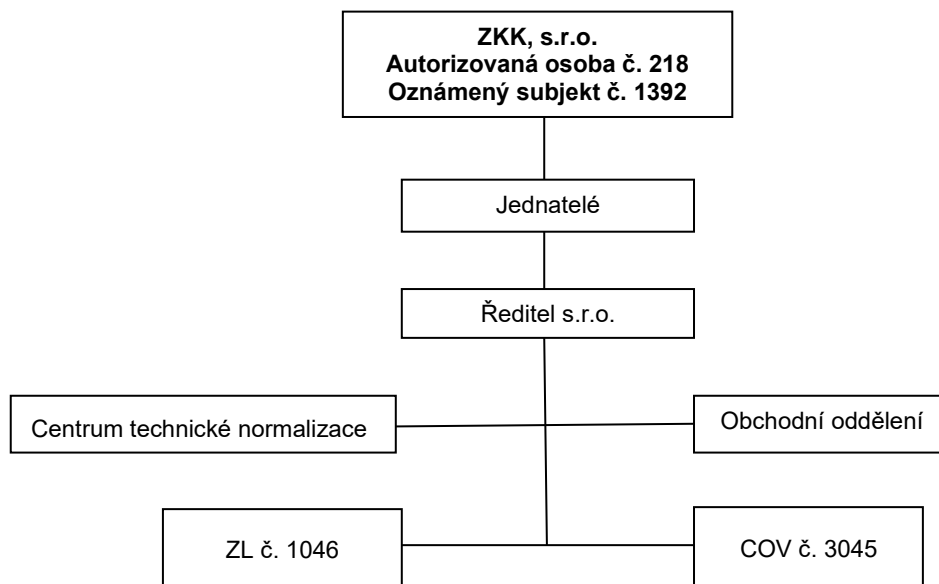 ZKK, s.r.o.
Autorizovaná osoba č. 218
Oznámený subjekt č. 1392
Jednatelé
Ředitel s.r.o.
Centrum technické normalizace
Obchodní oddělení
ZL č. 1046
COV č. 3045